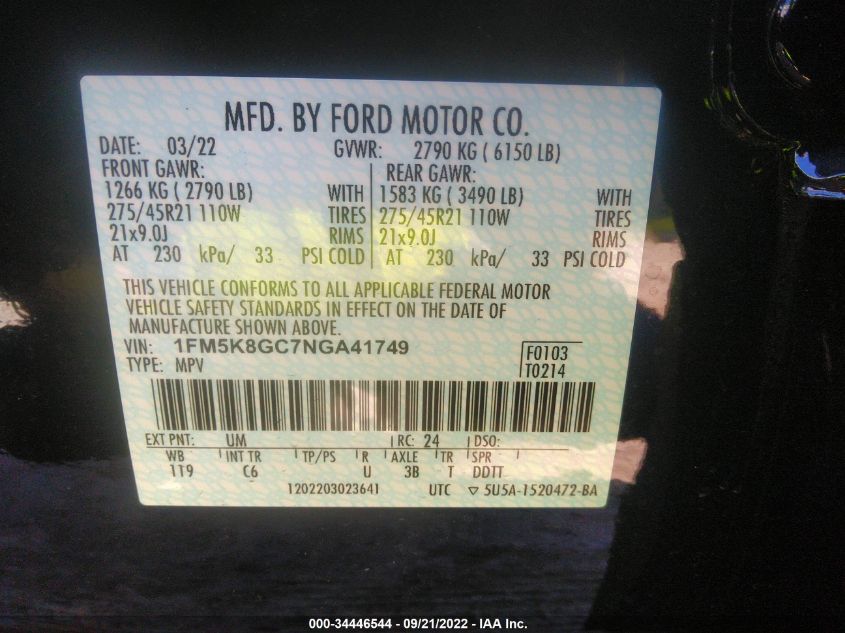 MFD. BY FORD MOTOR CO.
DATE: 03/22 GVWR: 2790 KG ( 6150 LB)
FRONT GAWR: REAR GAWR:
1266 KG ( 2790 LB) WITH 1583 KG ( 3490 LB) WITH
275/45R21 110W TIRES 275/45R21 110W TIRES
21x9.0J RIMS 21x9.0J RIMS
AT 230 kPa/ 33 PSI COLD AT 230 kPa/ 33 PSI COLD
THIS VEHICLE CONFORMS TO ALL APPLICABLE FEDERAL MOTOR
VEHICLE SAFETY STANDARDS IN EFFECT ON THE DATE OF
MANUFACTURE SHOWN ABOVE.
VIN: 1FM5K8GC7NGA41749 F0103
TYPE: MPV T0214
EXT PNT: UM RC: 24 DSO:
WB INT TR TP/PS R AXLE TR SPR
119 C6 U 3B T DDTT
1202203023641 UTC ▽ 5U5A-1520472-BA
000-34446544 — 09/21/2022 - IAA Inc.